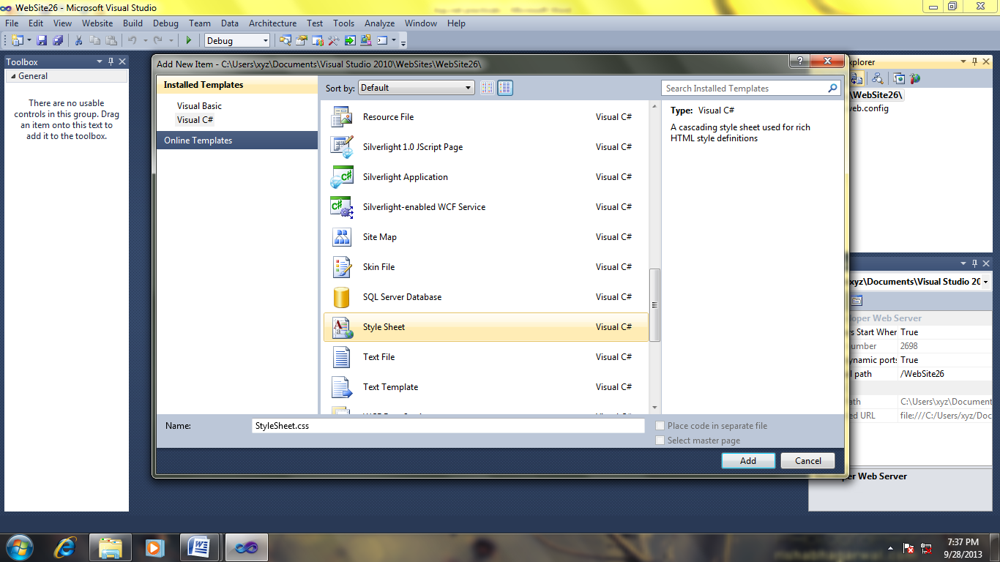 WebSite26 - Microsoft Visual Studio
File Edit View Website Build Debug Team Data Architecture Test Tools Analyze Window Help
Debug
Toolbox
General
There are no usable
controls in this group. Drag
an item onto this text to
add it to the toolbox.
Add New Item - C:\Users\xyz\Documents\Visual Studio 2010\WebSites\WebSite26\
Installed Templates
Visual Basic
Visual C#
Online Templates
Sort by: Default
Search Installed Templates
Resource File Visual C#
Silverlight 1.0 JScript Page Visual C#
Silverlight Application Visual C#
Silverlight-enabled WCF Service Visual C#
Site Map Visual C#
Skin File Visual C#
SQL Server Database Visual C#
Style Sheet Visual C#
Text File Visual C#
Text Template Visual C#
Type: Visual C#
A cascading style sheet used for rich
HTML style definitions
Name: StyleSheet.css
Place code in separate file
Select master page
Add Cancel
xplorer
\WebSite26\
veb.config
xyz\Documents\Visual Studio 20
oper Web Server
s Start Wher True
umber 2698
ynamic ports True
l path /WebSite26
ath C:\Users\xyz\Document
ed URL file:///C:/Users/xyz/Doc
per Web Server
7:37 PM
9/28/2013